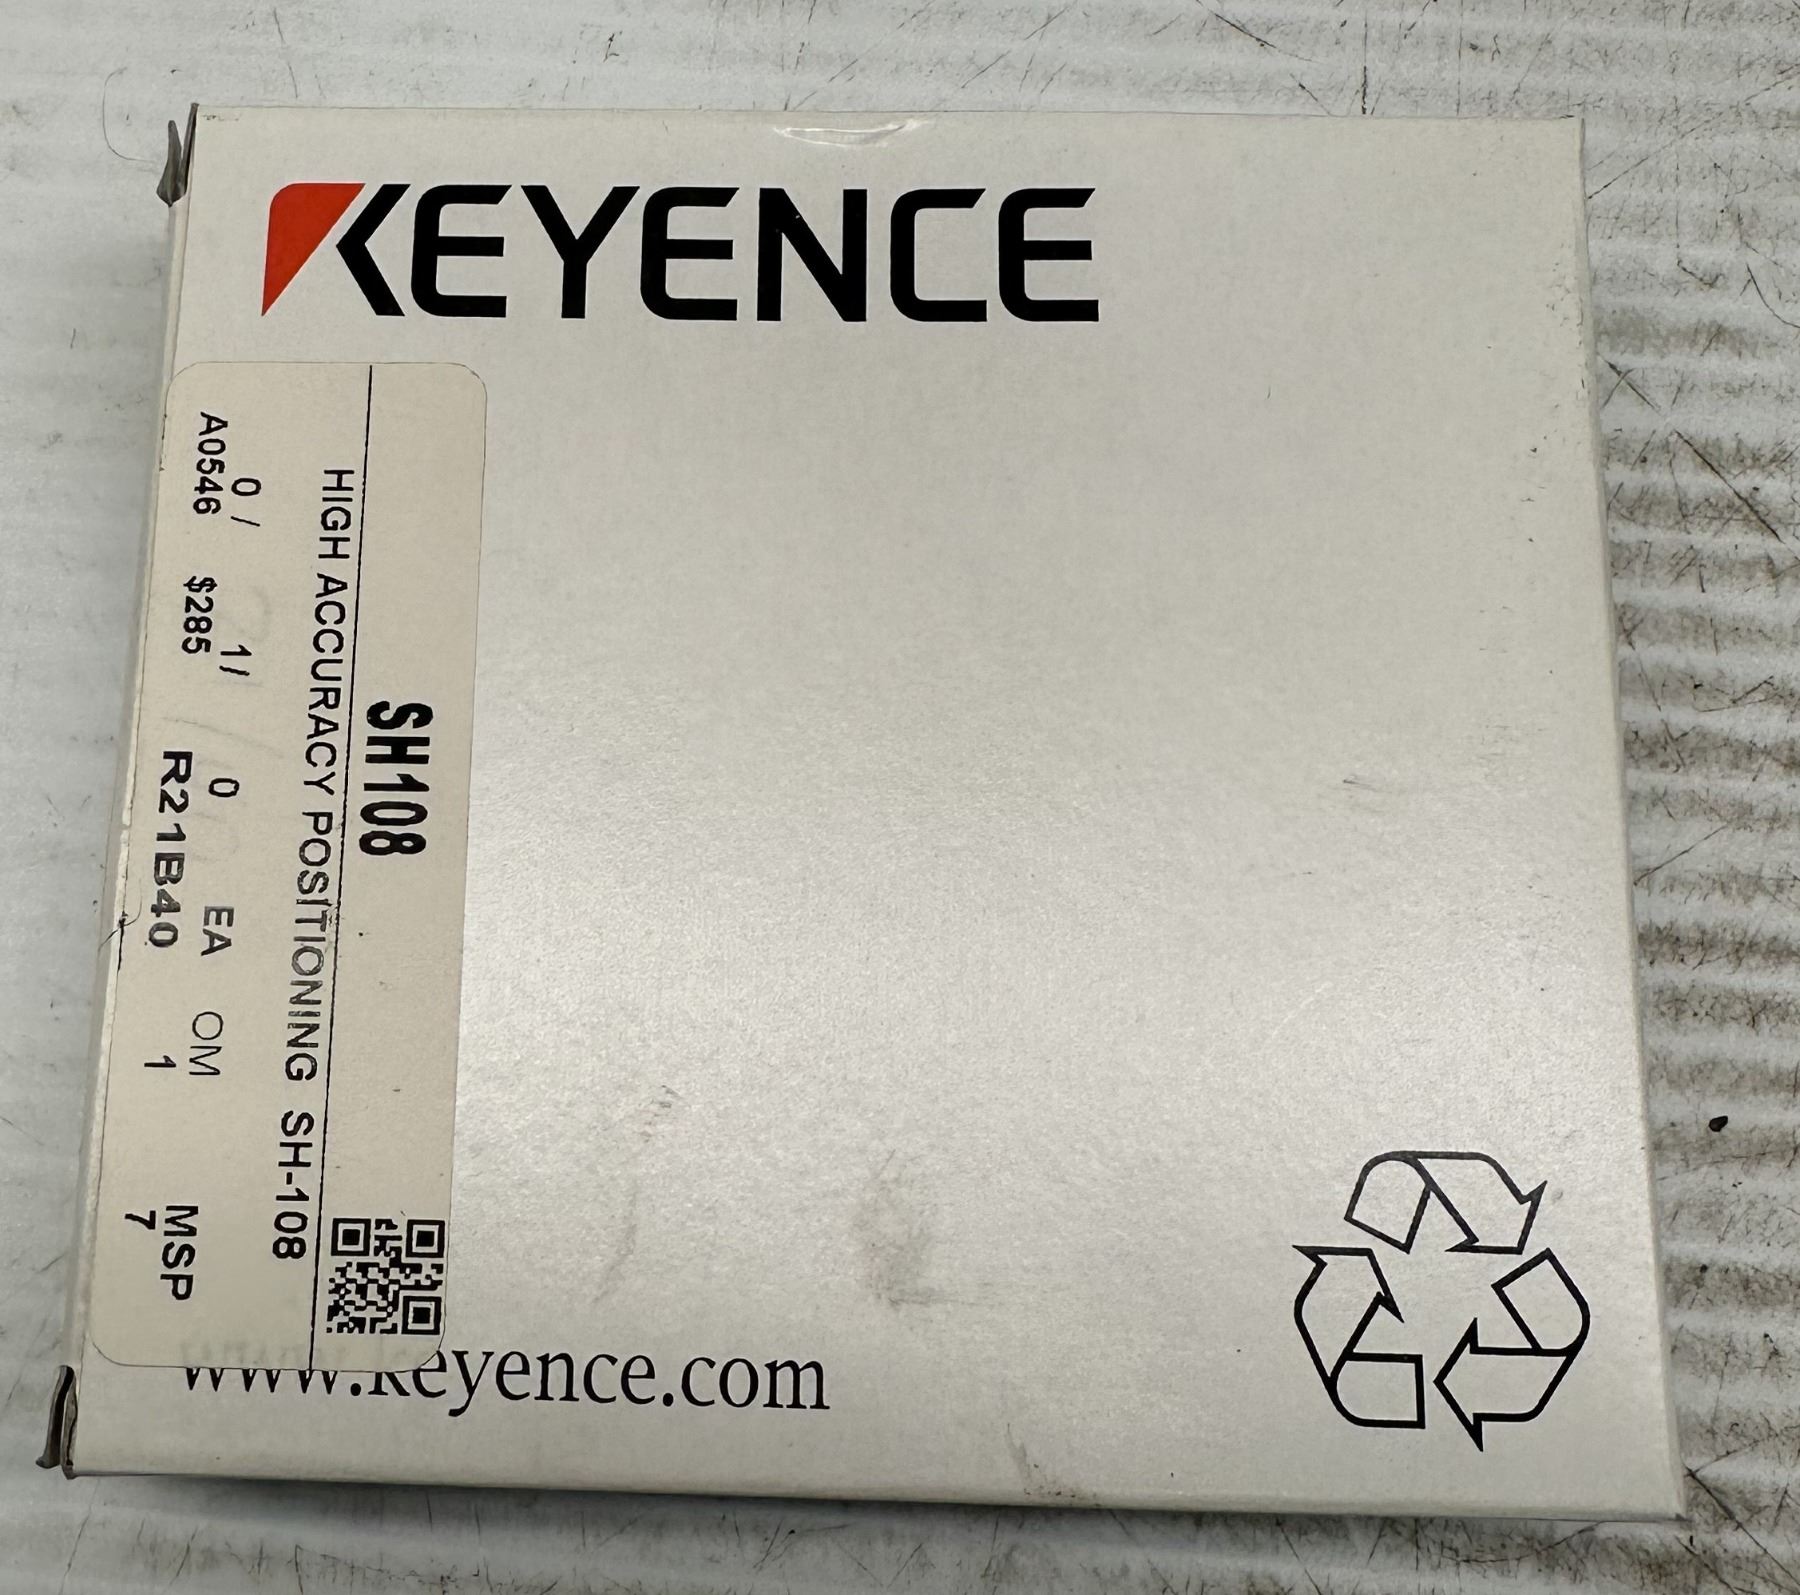 KEYENCE
SH108
HIGH ACCURACY POSITIONING SH-108
0 / 1 / 0 EA OM MSP
A0546 $285 R21B40 1 7
www.keyence.com